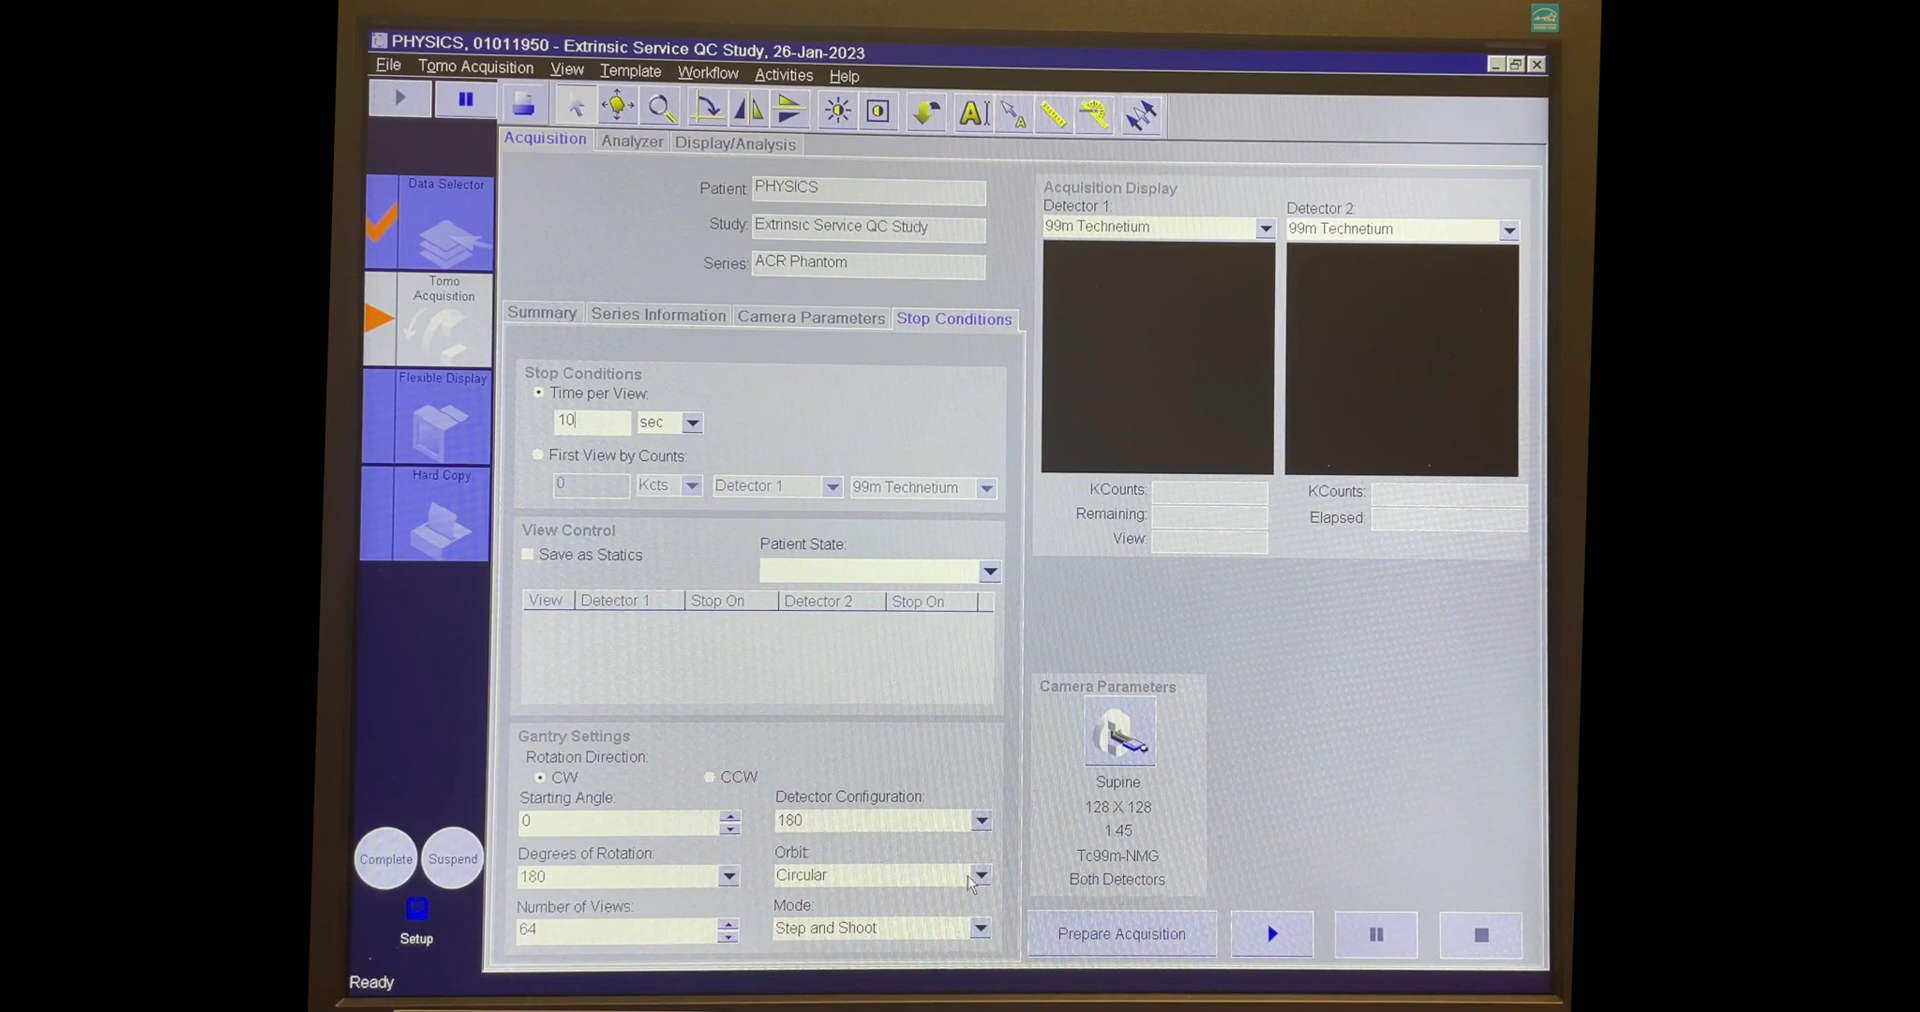 PHYSICS, 01011950 - Extrinsic Service QC Study, 26-Jan-2023
File Tomo Acquisition View Template Workflow Activities Help
Acquisition Analyzer Display/Analysis
Data Selector
Tomo Acquisition
Flexible Display
Hard Copy
Complete Suspend
Setup
Ready
Patient: PHYSICS
Study: Extrinsic Service QC Study
Series: ACR Phantom
Summary Series Information Camera Parameters Stop Conditions
Stop Conditions
Time per View:
10 sec
First View by Counts:
0 Kcts Detector 1 99m Technetium
View Control
Save as Statics
Patient State:
View Detector 1 Stop On Detector 2 Stop On
Gantry Settings
Rotation Direction:
CW CCW
Starting Angle: Detector Configuration:
0 180
Degrees of Rotation: Orbit:
180 Circular
Number of Views: Mode:
64 Step and Shoot
Acquisition Display
Detector 1: Detector 2:
99m Technetium 99m Technetium
KCounts: KCounts:
Remaining: Elapsed:
View:
Camera Parameters
Supine
128 X 128
1.45
Tc99m-NMG
Both Detectors
Prepare Acquisition